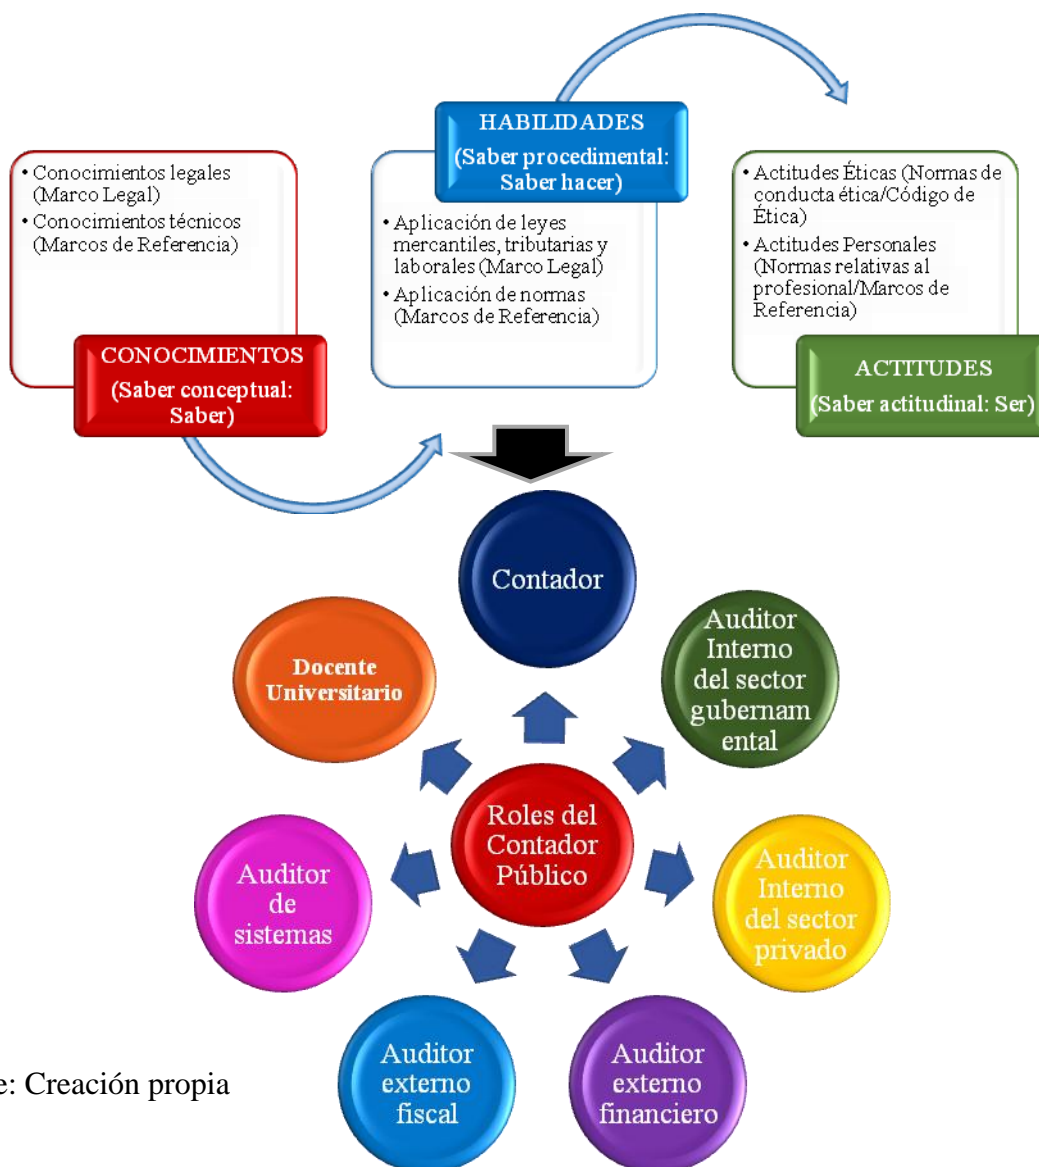 • Conocimientos legales
(Marco Legal)
• Conocimientos técnicos
(Marcos de Referencia)
CONOCIMIENTOS
(Saber conceptual:
Saber)
HABILIDADES
(Saber procedimental:
Saber hacer)
• Aplicación de leyes
mercantiles, tributarias y
laborales (Marco Legal)
• Aplicación de normas
(Marcos de Referencia)
• Actitudes Éticas (Normas de
conducta ética/Código de
Ética)
• Actitudes Personales
(Normas relativas al
profesional/Marcos de
Referencia)
ACTITUDES
(Saber actitudinal: Ser)
Contador
Auditor
Interno
del sector
gubernam
ental
Auditor
Interno
del sector
privado
Auditor
externo
financiero
Auditor
externo
fiscal
Auditor
de
sistemas
Docente
Universitario
Roles del
Contador
Público
e: Creación propia